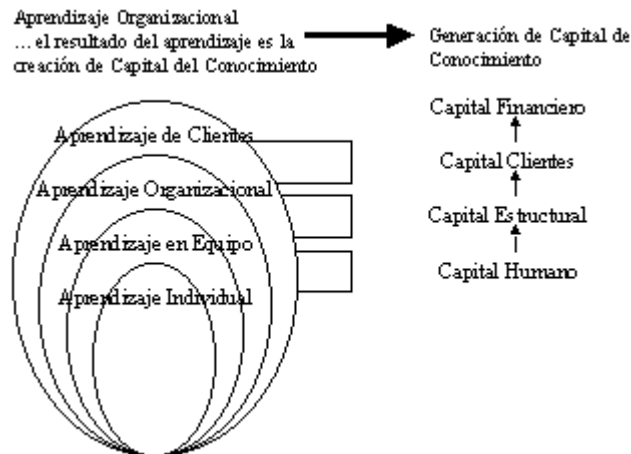 Aprendizaje Organizacional
... el resultado del aprendizaje es la
creación de Capital del Conocimiento
Generación de Capital de
Conocimiento
Aprendizaje de Clientes
Aprendizaje Organizacional
Aprendizaje en Equipo
Aprendizaje Individual
Capital Financiero
Capital Clientes
Capital Estructural
Capital Humano